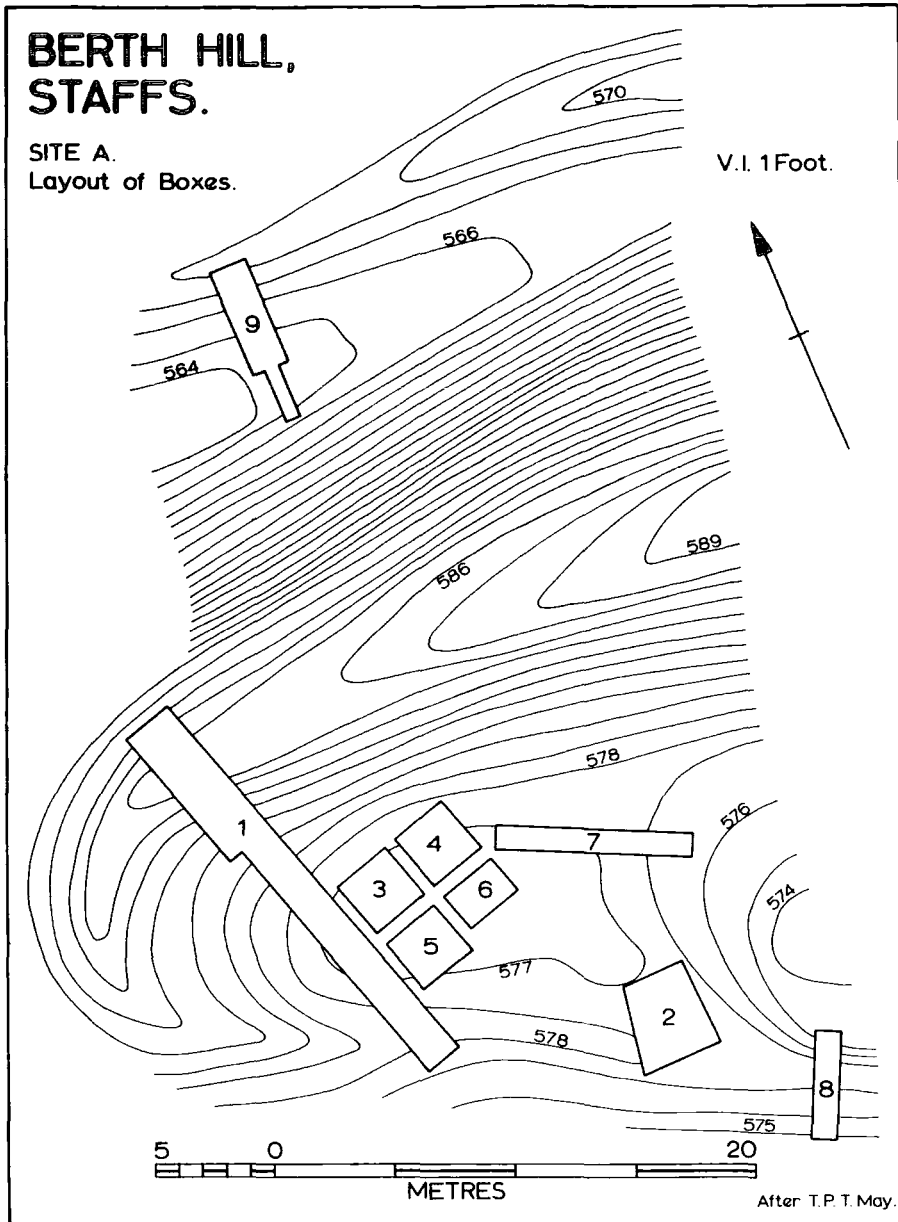 BERTH HILL,
STAFFS.
SITE A.
Layout of Boxes.
V.I. 1 Foot.
570
566
9
564
589
586
578
1
7
576
4
3
6
574
5
577
2
578
8
575
5 0 20
METRES
After T.P.T. May.